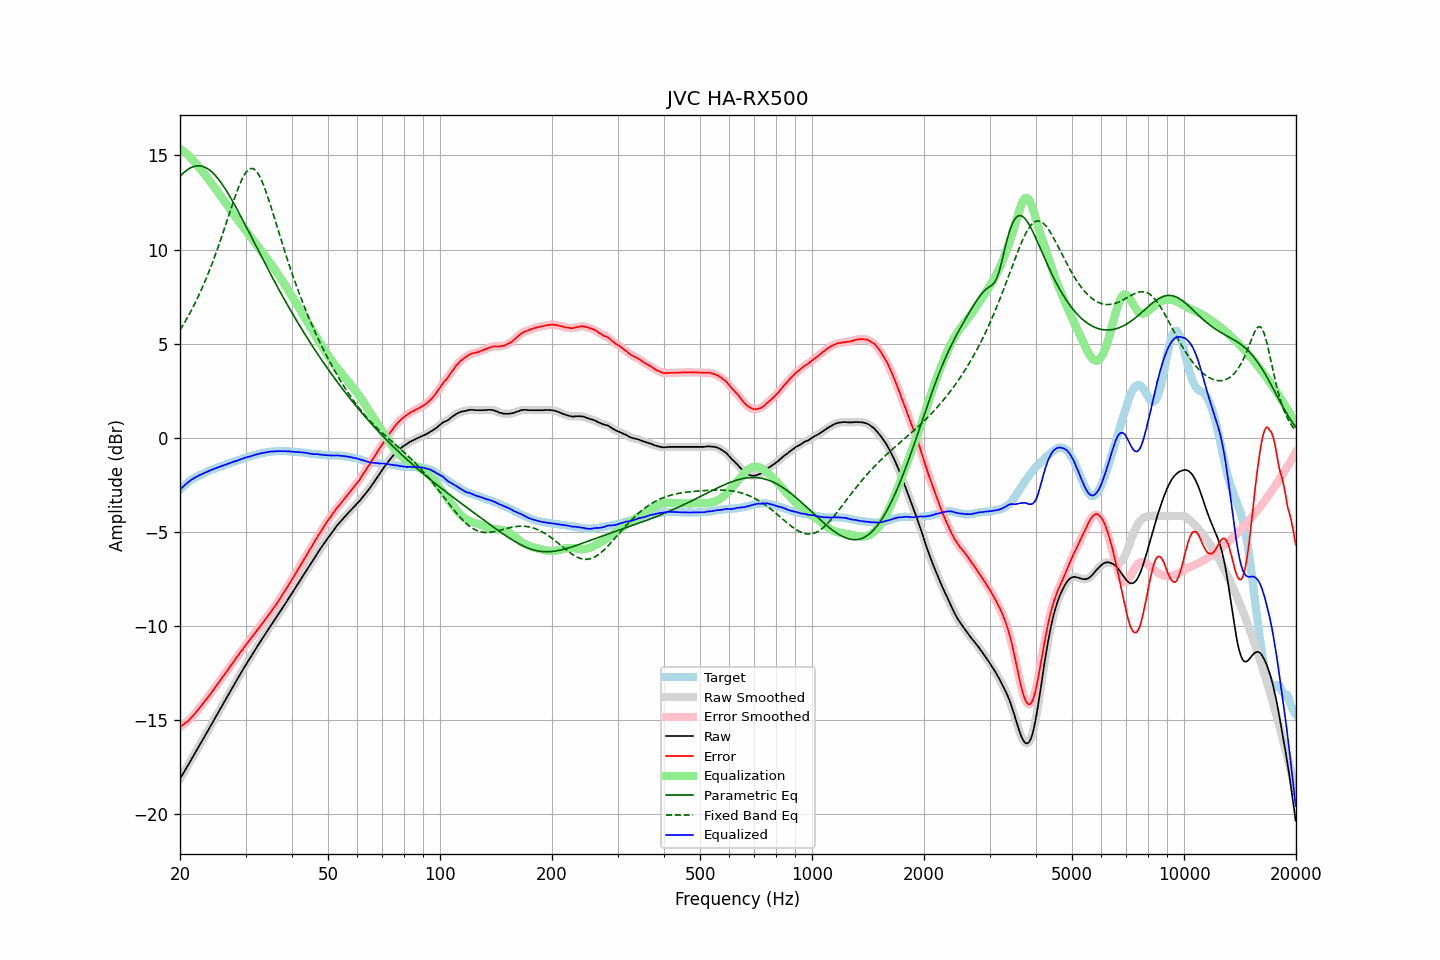 JVC HA-RX500
Amplitude (dBr)
15
10
5
0
−5
−10
−15
−20
Target
Raw Smoothed
Error Smoothed
Raw
Error
Equalization
Parametric Eq
Fixed Band Eq
Equalized
20
50
100
200
500
1000
2000
5000
10000
20000
Frequency (Hz)